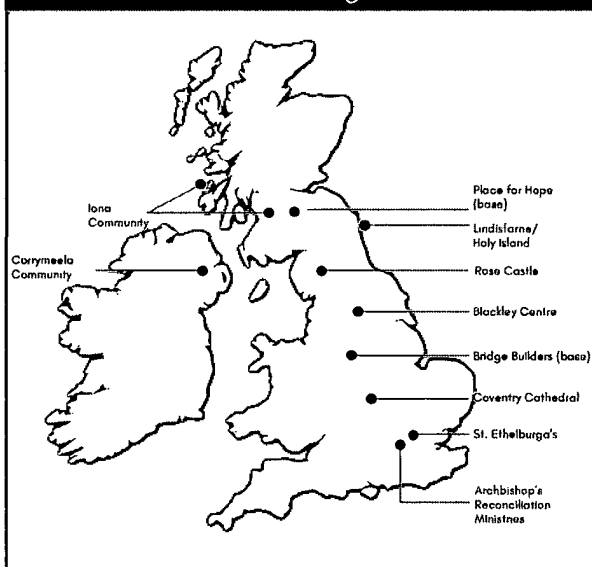 Iona
Community
Corrymeela
Community
Place for Hope
(base)
Lindisfarne/
Holy Island
Rose Castle
Blackley Centre
Bridge Builders (base)
Coventry Cathedral
St. Ethelburga's
Archbishop's
Reconciliation
Ministries